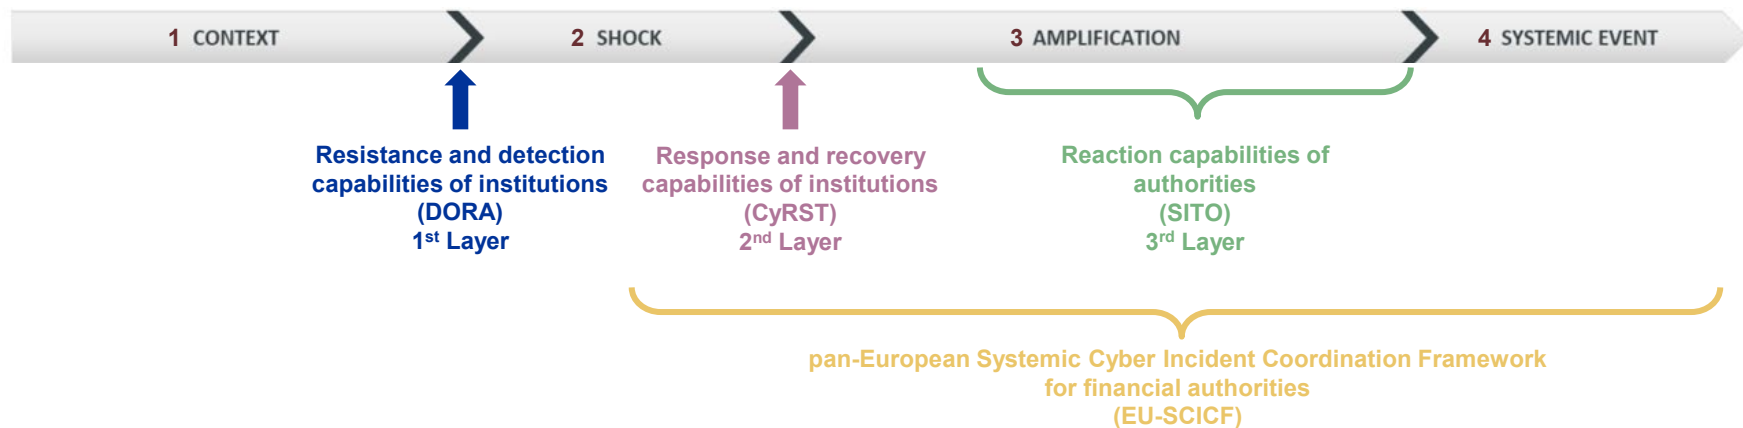 1 CONTEXT
2 SHOCK
3 AMPLIFICATION
4 SYSTEMIC EVENT
Resistance and detection
capabilities of institutions
(DORA)
1st Layer
Response and recovery
capabilities of institutions
(CyRST)
2nd Layer
Reaction capabilities of
authorities
(SITO)
3rd Layer
pan-European Systemic Cyber Incident Coordination Framework
for financial authorities
(EU-SCICF)